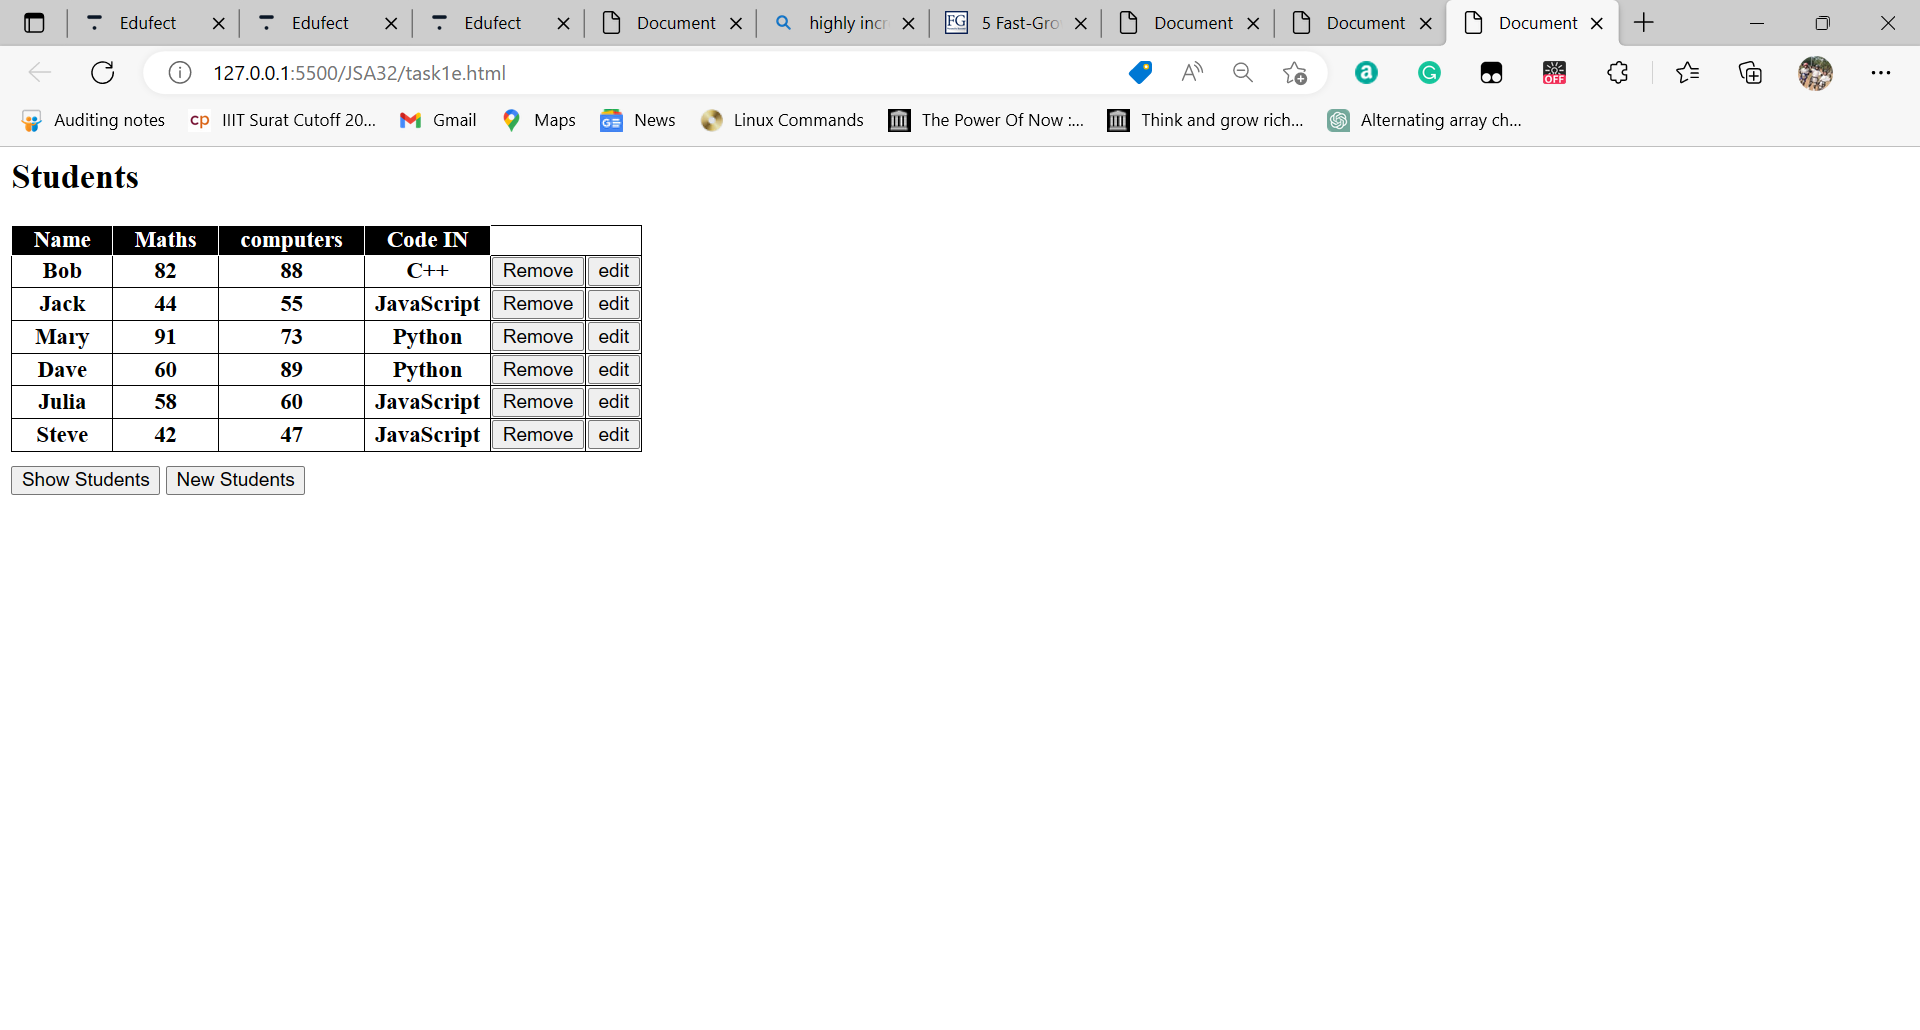 Edufect Edufect Edufect Document highly incr 5 Fast-Gro Document Document Document
127.0.0.1:5500/JSA32/task1e.html
Auditing notes IIIT Surat Cutoff 20... Gmail Maps News Linux Commands The Power Of Now :... Think and grow rich... Alternating array ch...
Students
Name Maths computers Code IN
Bob 82 88 C++ Remove edit
Jack 44 55 JavaScript Remove edit
Mary 91 73 Python Remove edit
Dave 60 89 Python Remove edit
Julia 58 60 JavaScript Remove edit
Steve 42 47 JavaScript Remove edit
Show Students New Students